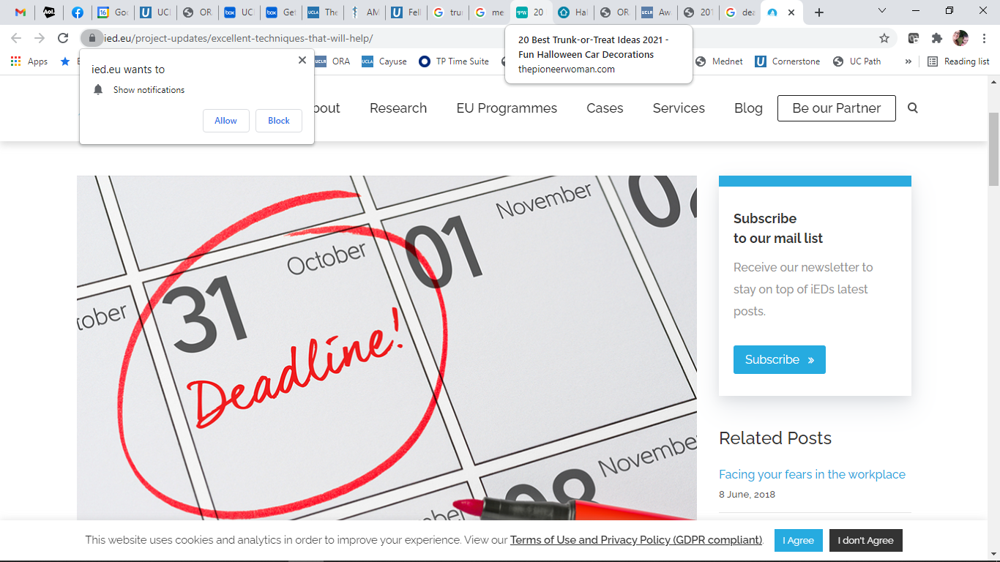 Aol.
Goo
UCL
OR
UC
Get
The
AM
Fell
tru
me
20
Hal
OR
Aw
201
dea
ied.eu/project-updates/excellent-techniques-that-will-help/
20 Best Trunk-or-Treat Ideas 2021 -
Fun Halloween Car Decorations
thepioneerwoman.com
Apps
ORA
Cayuse
TP Time Suite
Mednet
Cornerstone
UC Path
»
Reading list
ied.eu wants to
Show notifications
Allow
Block
bout
Research
EU Programmes
Cases
Services
Blog
Be our Partner
October
31
Deadline!
November
01
02
tober
November
08
mber
Subscribe
to our mail list
Receive our newsletter to
stay on top of iEDs latest
posts.
Subscribe »
Related Posts
Facing your fears in the workplace
8 June, 2018
This website uses cookies and analytics in order to improve your experience. View our Terms of Use and Privacy Policy (GDPR compliant).
I Agree
I don't Agree